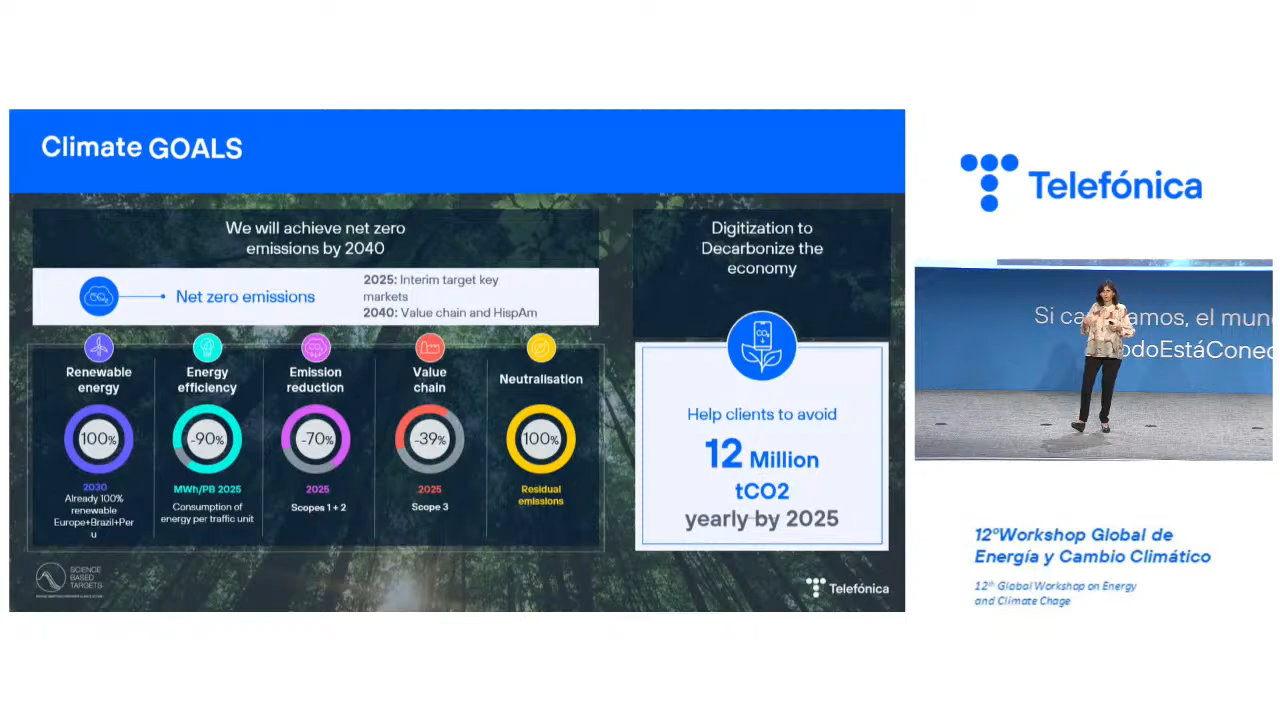 Climate GOALS
We will achieve net zero
emissions by 2040
Net zero emissions
2025: Interim target key
markets
2040: Value chain and HispAm
Renewable
energy
100%
2030
Already 100%
renewable
Europe+Brazil+Per
u
Energy
efficiency
-90%
MWh/PB 2025
Consumption of
energy per traffic unit
Emission
reduction
-70%
2025
Scopes 1 + 2
Value
chain
-39%
2025
Scope 3
Neutralisation
100%
Residual
emissions
Digitization to
Decarbonize the
economy
CO2
Help clients to avoid
12 Million
tCO2
yearly by 2025
SCIENCE
BASED
TARGETS
Telefónica
Telefónica
Si ca amos, el mun
odoEstáConec
12ºWorkshop Global de
Energía y Cambio Climático
12th Global Workshop on Energy
and Climate Chage